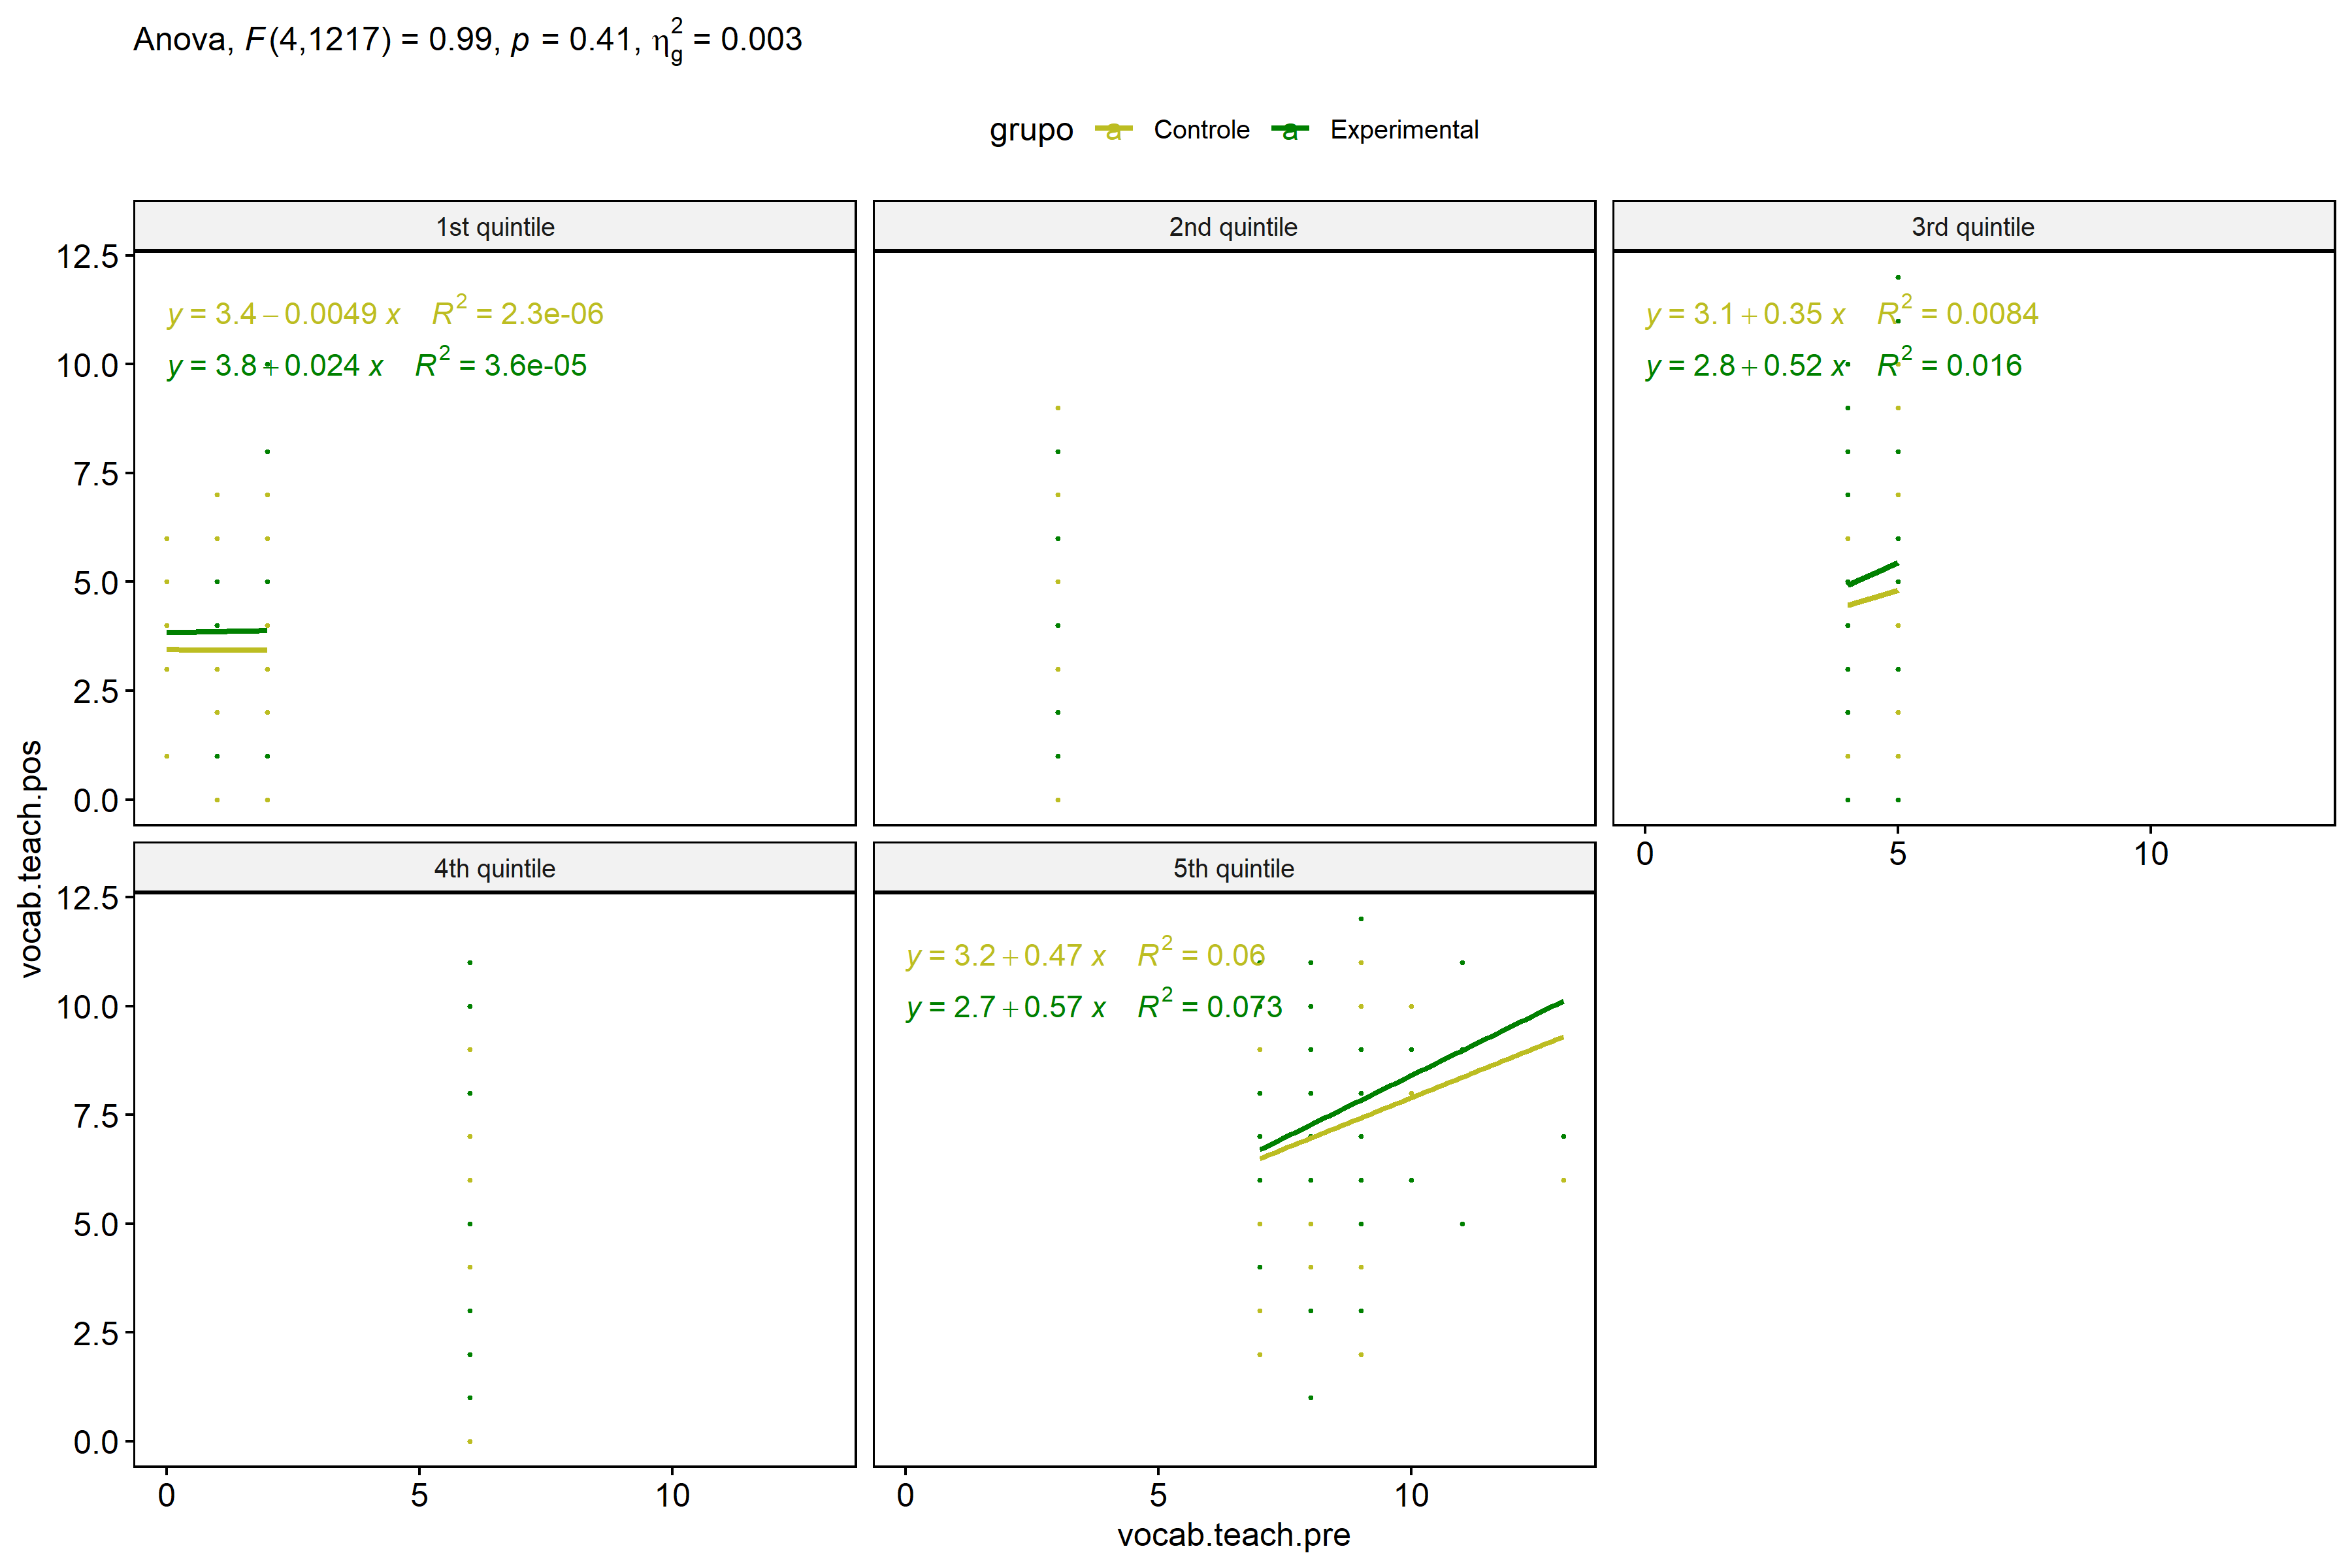 Anova, F(4,1217) = 0.99, p = 0.41, η²g = 0.003
grupo a Controle a Experimental
1st quintile
2nd quintile
3rd quintile
12.5
10.0
7.5
5.0
2.5
0.0
y = 3.4 − 0.0049 x R² = 2.3e-06
y = 3.8 + 0.024 x R² = 3.6e-05
y = 3.1 + 0.35 x R² = 0.0084
y = 2.8 + 0.52 x R² = 0.016
0 5 10
vocab.teach.pos
4th quintile
5th quintile
12.5
10.0
7.5
5.0
2.5
0.0
y = 3.2 + 0.47 x R² = 0.06
y = 2.7 + 0.57 x R² = 0.073
0 5 10
0 5 10
vocab.teach.pre